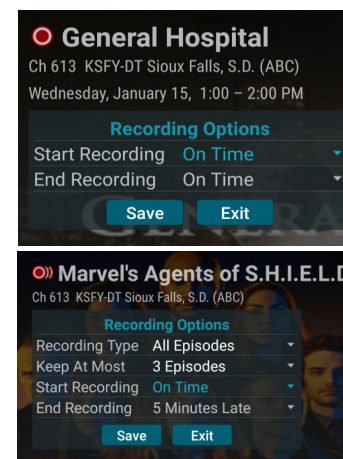 General Hospital
Ch 613 KSFY-DT Sioux Falls, S.D. (ABC)
Wednesday, January 15, 1:00 – 2:00 PM
Recording Options
Start Recording On Time
End Recording On Time
Save Exit
GENERA
Marvel's Agents of S.H.I.E.L.D
Ch 613 KSFY-DT Sioux Falls, S.D. (ABC)
Recording Options
Recording Type All Episodes
Keep At Most 3 Episodes
Start Recording On Time
End Recording 5 Minutes Late
Save Exit